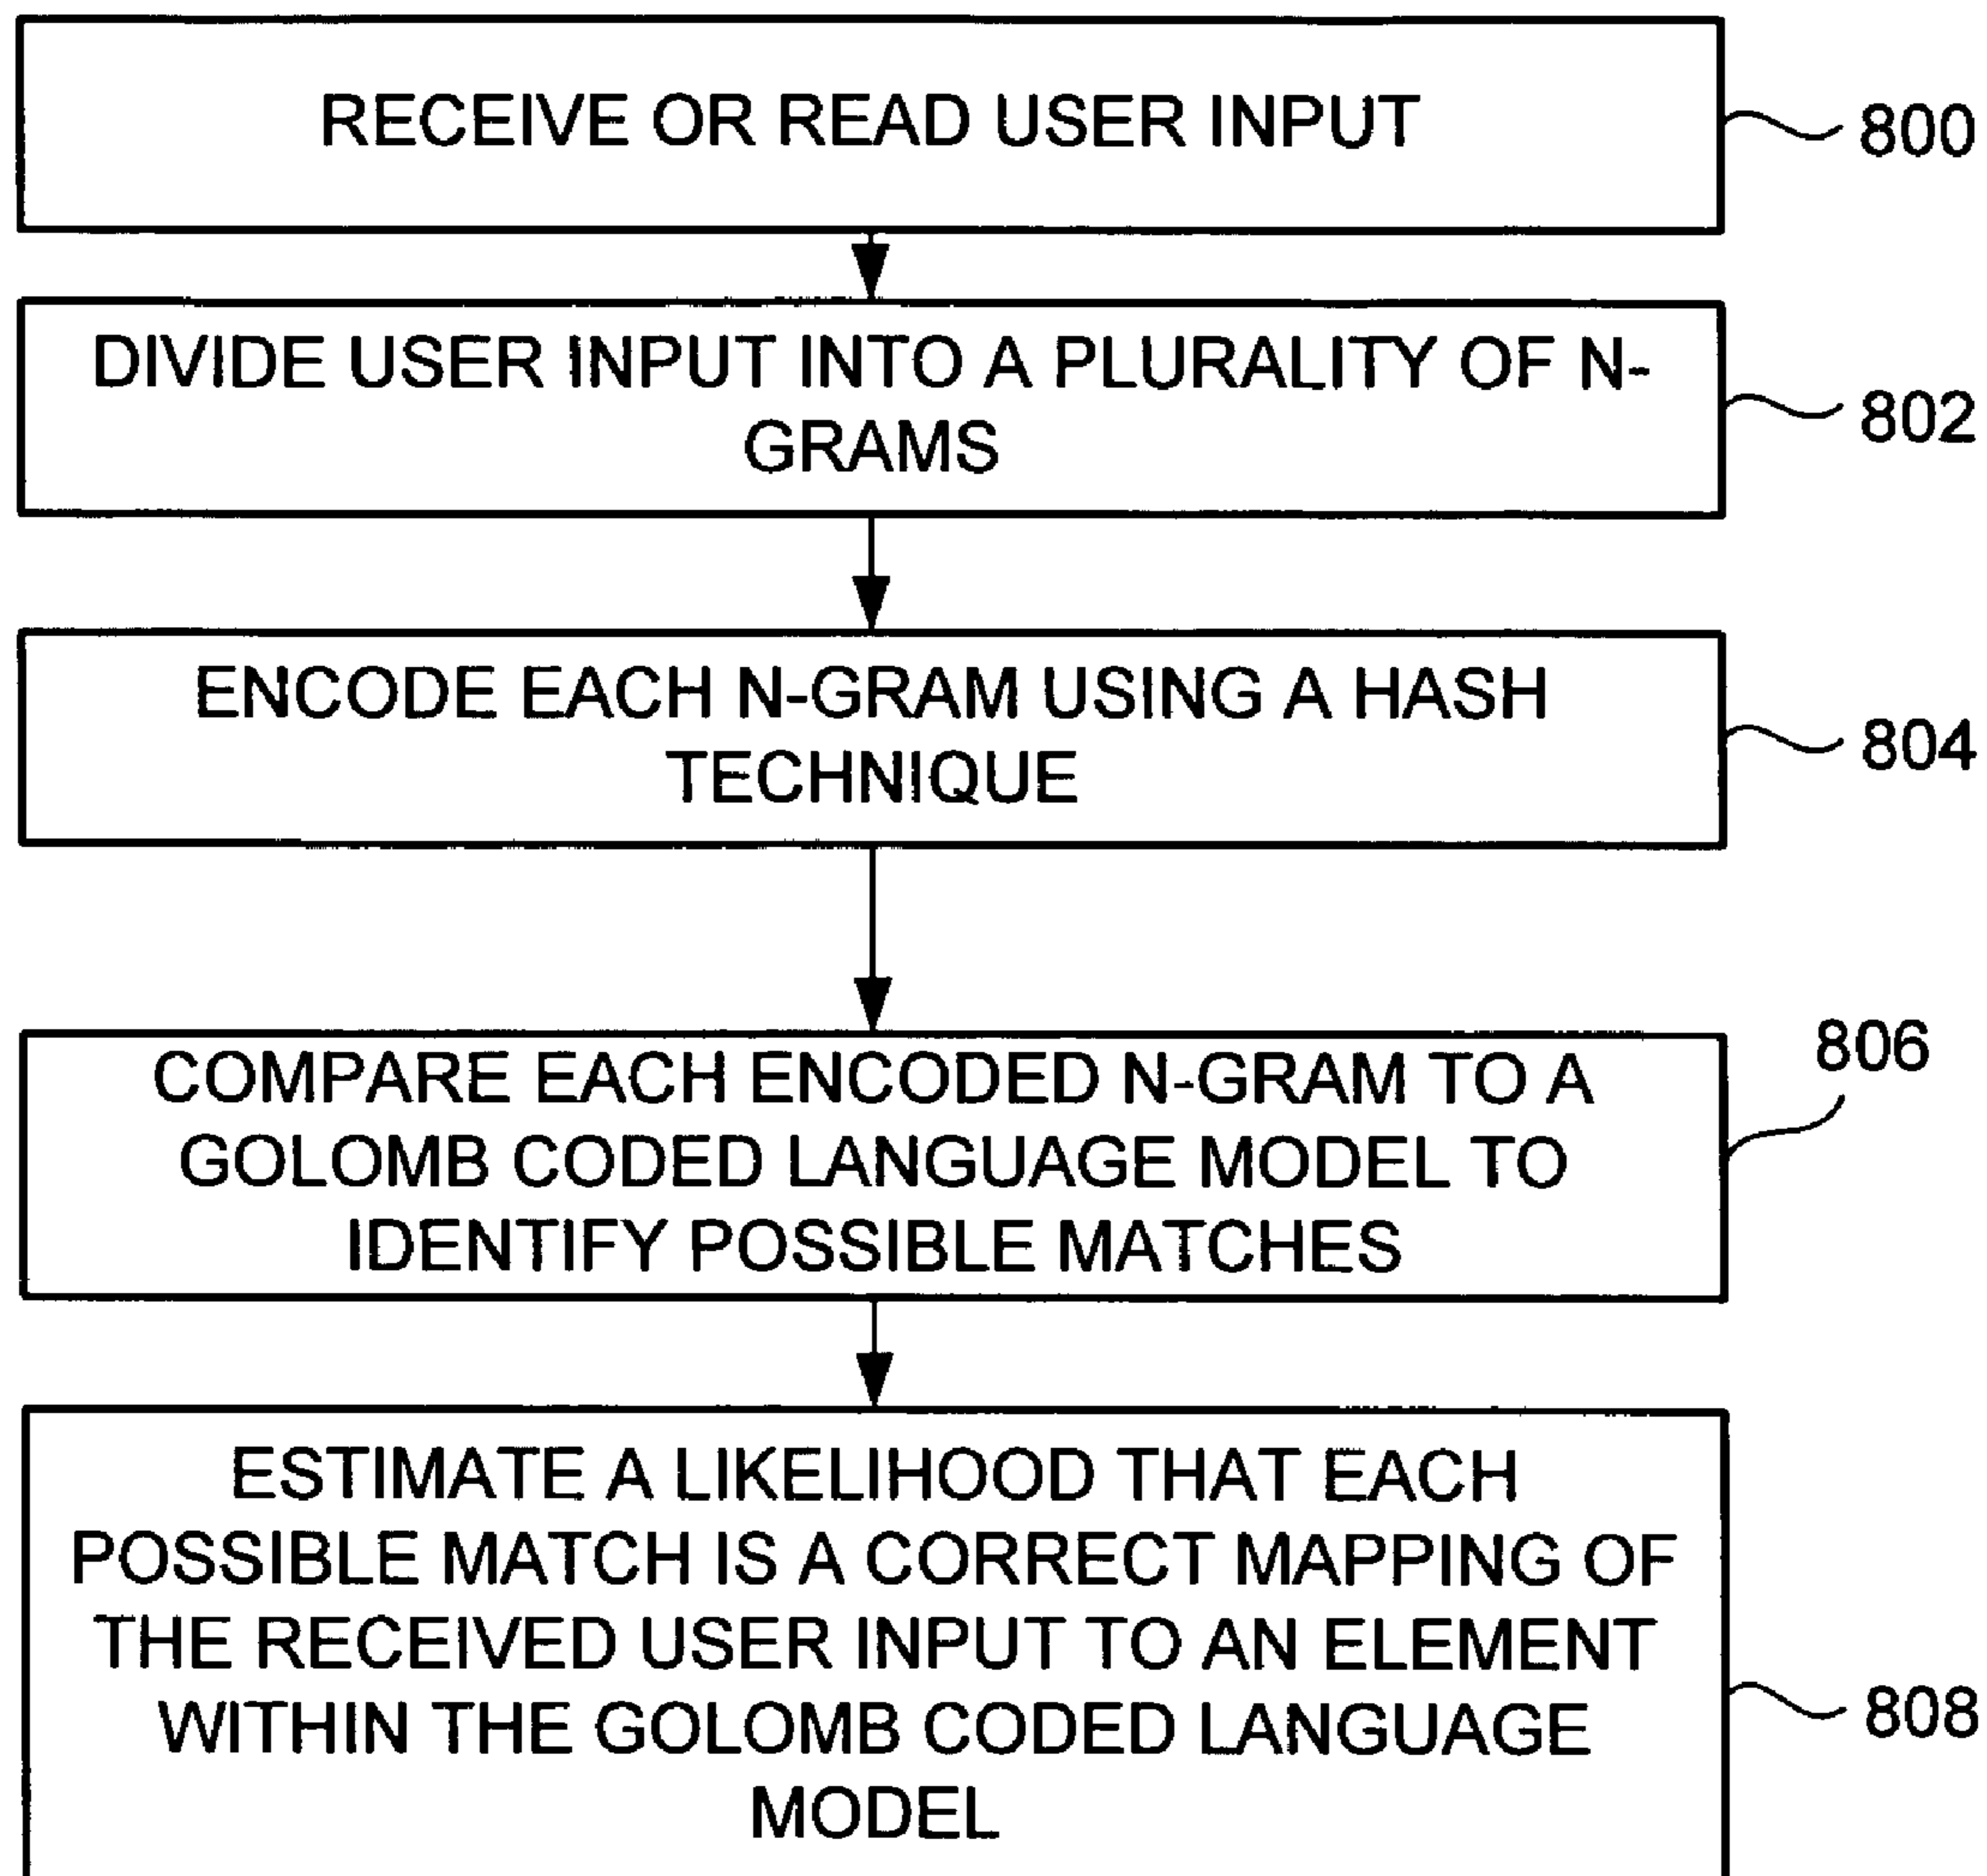 RECEIVE OR READ USER INPUT
800
DIVIDE USER INPUT INTO A PLURALITY OF N-
GRAMS
802
ENCODE EACH N-GRAM USING A HASH
TECHNIQUE
804
COMPARE EACH ENCODED N-GRAM TO A
GOLOMB CODED LANGUAGE MODEL TO
IDENTIFY POSSIBLE MATCHES
806
ESTIMATE A LIKELIHOOD THAT EACH
POSSIBLE MATCH IS A CORRECT MAPPING OF
THE RECEIVED USER INPUT TO AN ELEMENT
WITHIN THE GOLOMB CODED LANGUAGE
MODEL
808